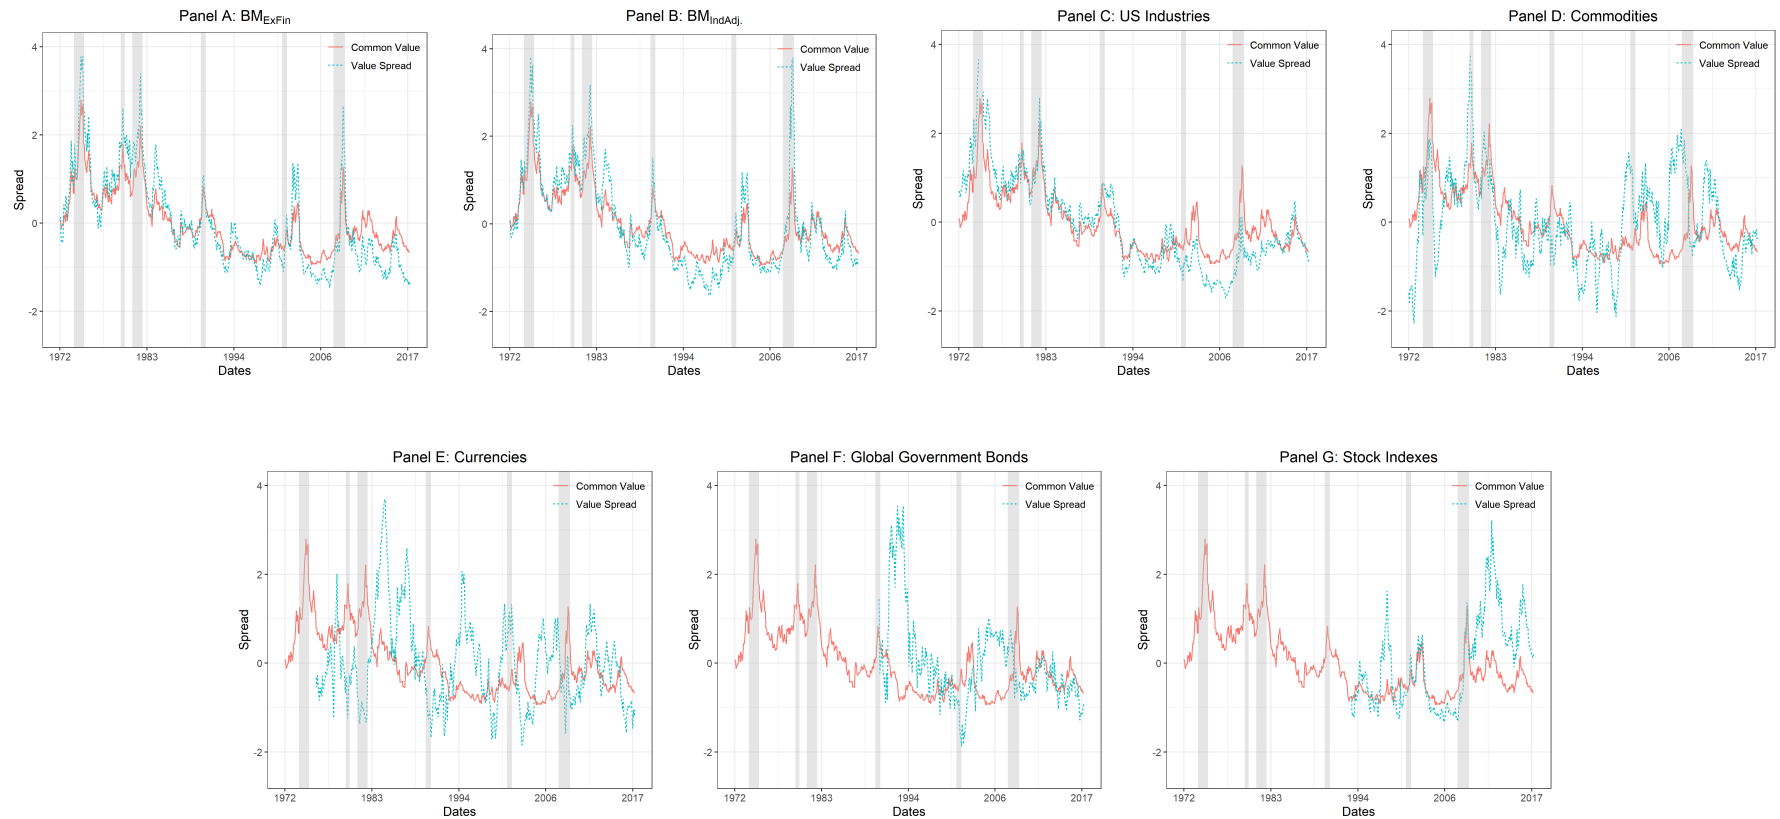 Panel A: BMExFin
Common Value
Value Spread
4
2
0
-2
Spread
1972
1983
1994
2006
2017
Dates
Panel B: BMIndAdj.
Common Value
Value Spread
4
2
0
-2
Spread
1972
1983
1994
2006
2017
Dates
Panel C: US Industries
Common Value
Value Spread
4
2
0
-2
Spread
1972
1983
1994
2006
2017
Dates
Panel D: Commodities
Common Value
Value Spread
4
2
0
-2
Spread
1972
1983
1994
2006
2017
Dates
Panel E: Currencies
Common Value
Value Spread
4
2
0
-2
Spread
1972
1983
1994
2006
2017
Dates
Panel F: Global Government Bonds
Common Value
Value Spread
4
2
0
-2
Spread
1972
1983
1994
2006
2017
Dates
Panel G: Stock Indexes
Common Value
Value Spread
4
2
0
-2
Spread
1972
1983
1994
2006
2017
Dates